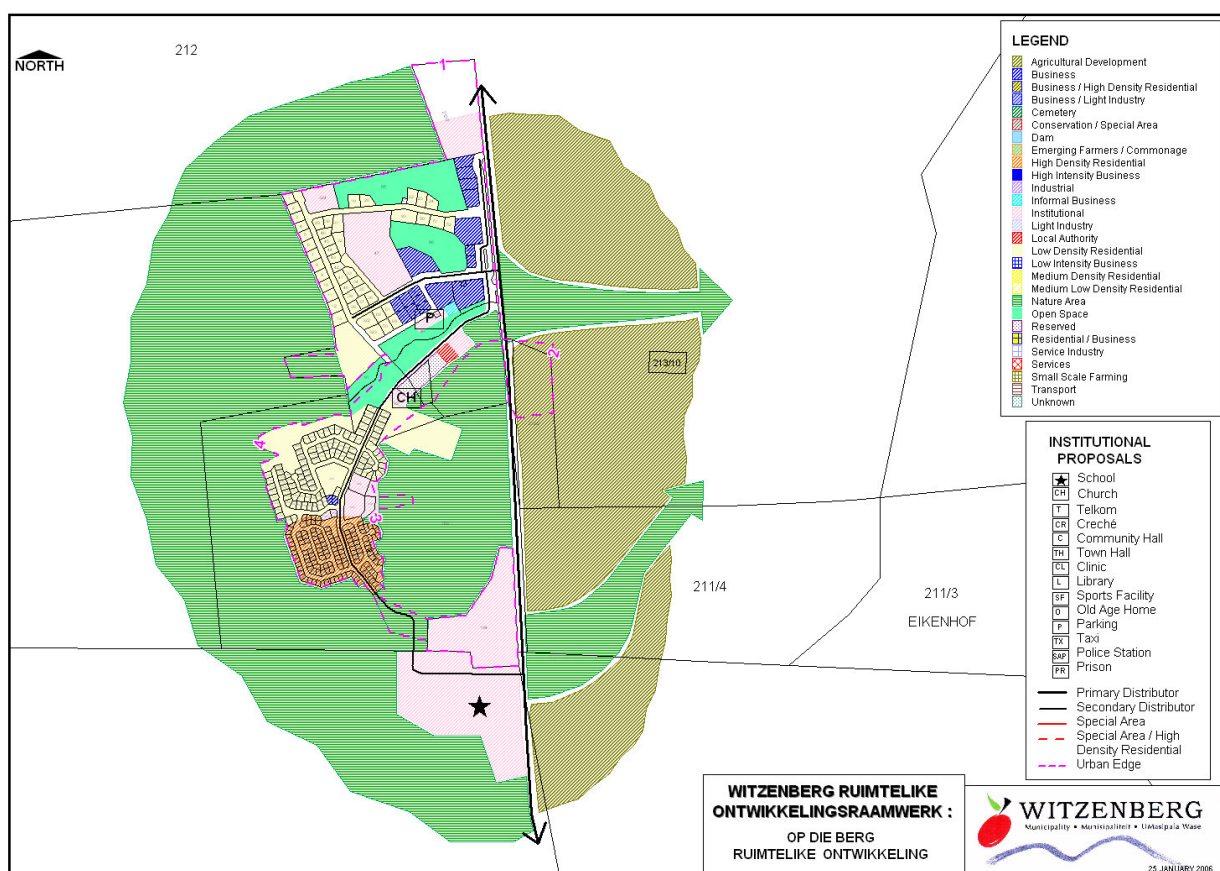 212
NORTH
1
P
2
213/10
CH
4
3
211/4
211/3
EIKENHOF
LEGEND
Agricultural Development
Business
Business / High Density Residential
Business / Light Industry
Cemetery
Conservation / Special Area
Dam
Emerging Farmers / Commonage
High Density Residential
High Intensity Business
Industrial
Informal Business
Institutional
Light Industry
Local Authority
Low Density Residential
Low Intensity Business
Medium Density Residential
Medium Low Density Residential
Nature Area
Open Space
Reserved
Residential / Business
Service Industry
Services
Small Scale Farming
Transport
Unknown
INSTITUTIONAL
PROPOSALS
School
CH Church
T Telkom
CR Creché
C Community Hall
TH Town Hall
CL Clinic
L Library
SF Sports Facility
O Old Age Home
P Parking
TX Taxi
SAP Police Station
PR Prison
Primary Distributor
Secondary Distributor
Special Area
Special Area / High
Density Residential
Urban Edge
WITZENBERG RUIMTELIKE
ONTWIKKELINGSRAAMWERK :
OP DIE BERG
RUIMTELIKE ONTWIKKELING
WITZENBERG
Municipality • Munisipaliteit • UMasipala Wase
25 JANUARY 2006